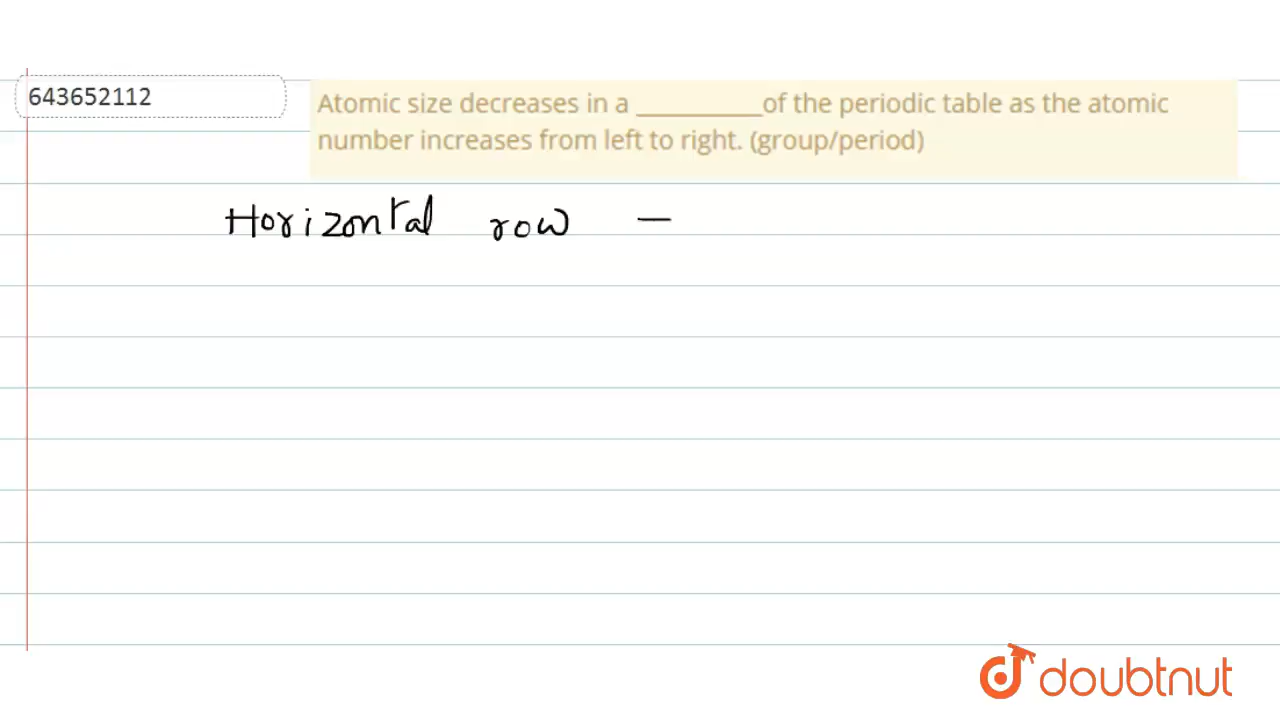 643652112
Atomic size decreases in a __________of the periodic table as the atomic
number increases from left to right. (group/period)
Horizontal row —
doubtnut